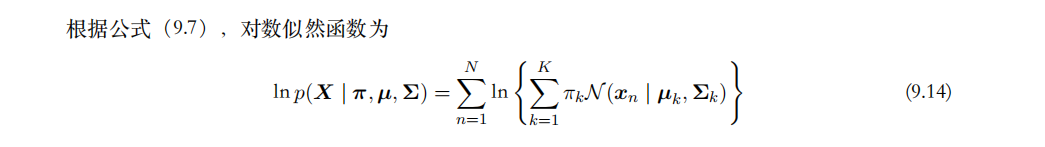 根据公式（9.7），对数似然函数为
ln p(X | π, μ, Σ) = ∑_{n=1}^{N} ln { ∑_{k=1}^{K} π_k 𝒩(x_n | μ_k, Σ_k) } (9.14)